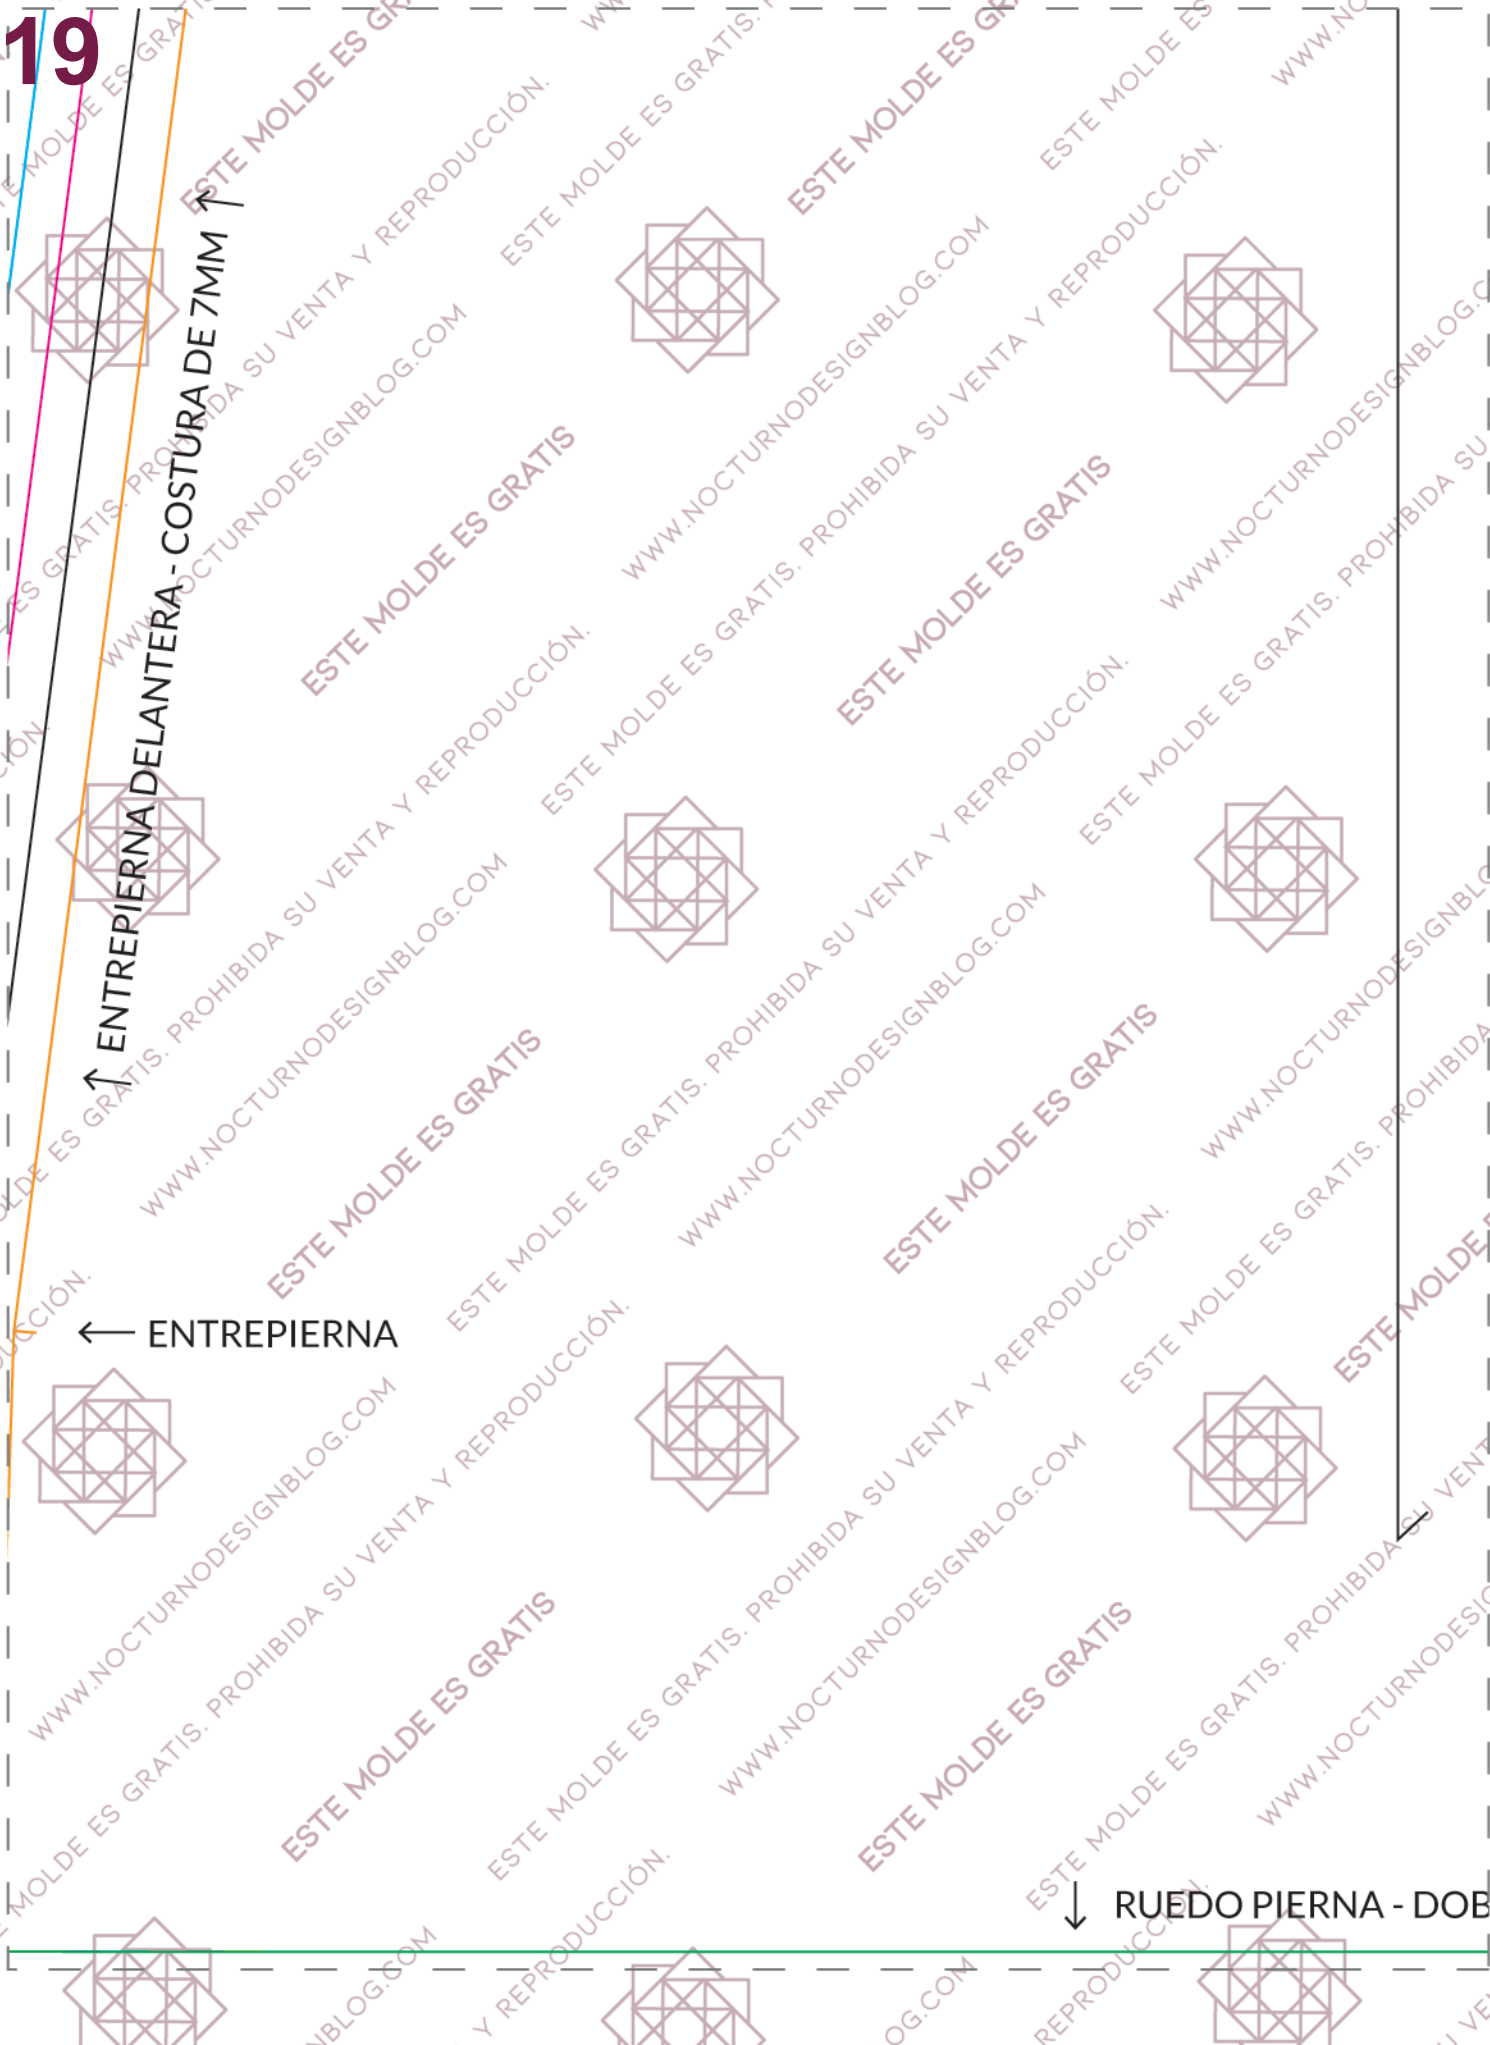 19
ENTREPIERNA DELANTERA - COSTURA DE 7MM
ENTREPIERNA
RUEDO PIERNA - DOB
ESTE MOLDE ES GRATIS
ESTE MOLDE ES GRATIS. PROHIBIDA SU VENTA Y REPRODUCCIÓN.
WWW.NOCTURNODESIGNBLOG.COM